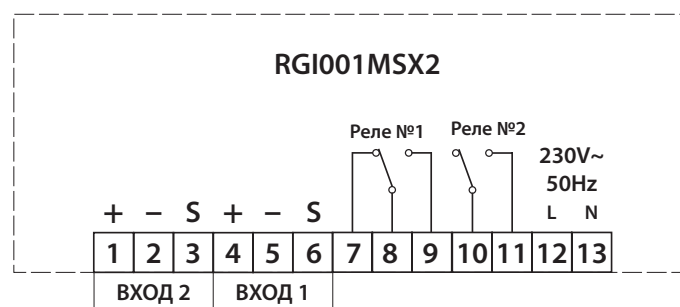 RGI001MSX2
Реле №1 Реле №2
230V~
50Hz
+ − S + − S L N
1 2 3 4 5 6 7 8 9 10 11 12 13
ВХОД 2 ВХОД 1